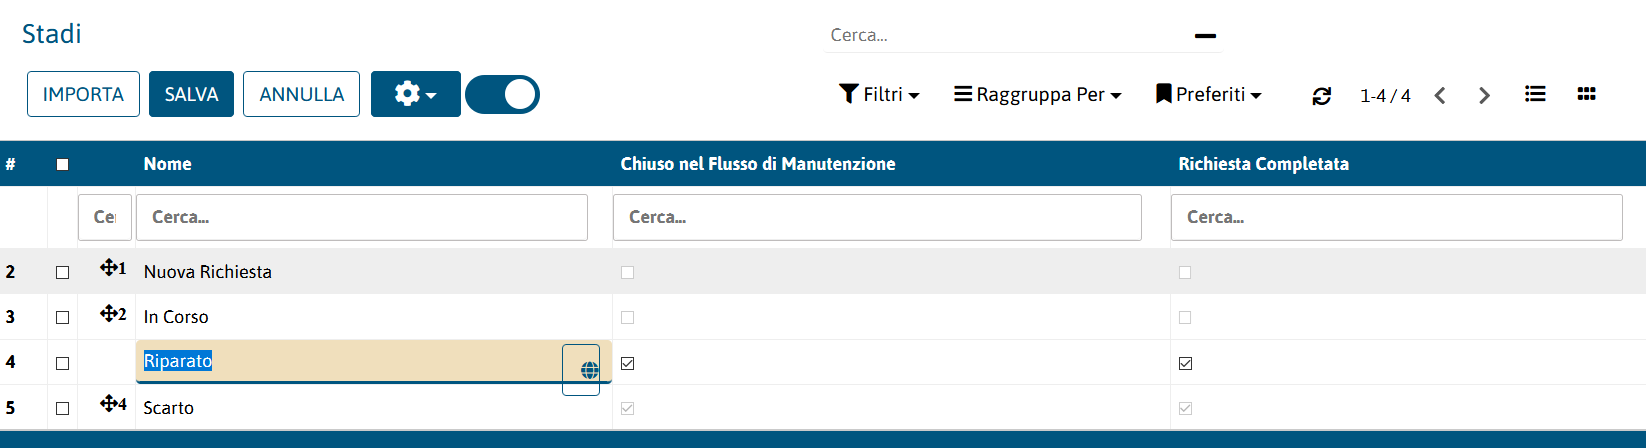 Stadi
Cerca...
IMPORTA SALVA ANNULLA
Filtri Raggruppa Per Preferiti 1-4 / 4
# Nome Chiuso nel Flusso di Manutenzione Richiesta Completata
Cerca... Cerca... Cerca...
2 1 Nuova Richiesta
3 2 In Corso
4 Riparato
5 4 Scarto